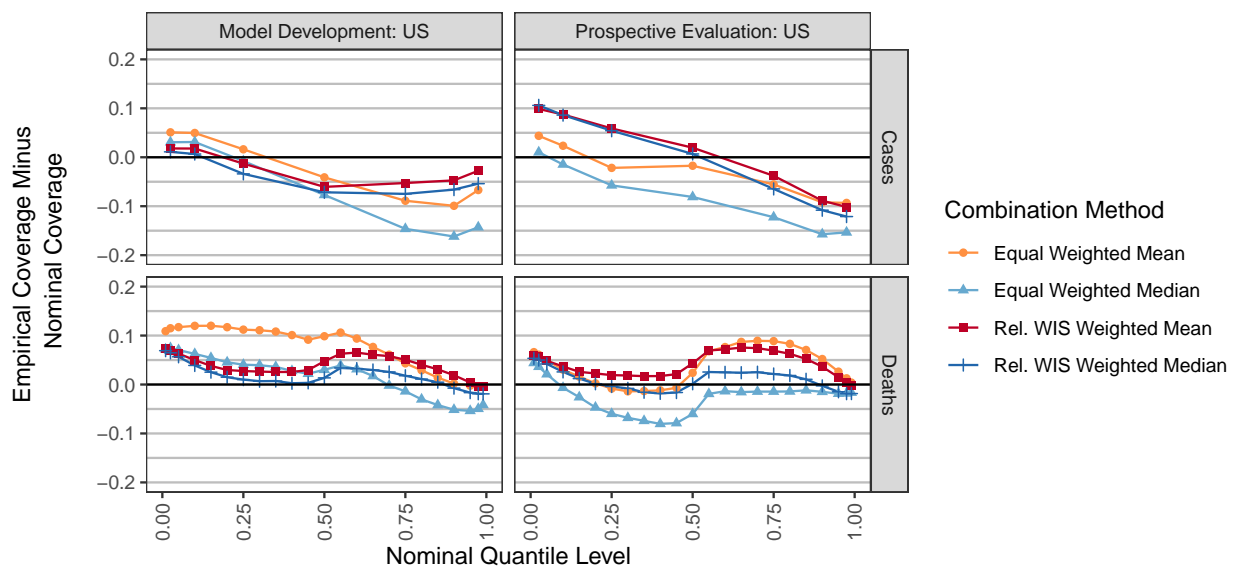 Model Development: US
Prospective Evaluation: US
Empirical Coverage Minus
Nominal Coverage
0.2
0.1
0.0
−0.1
−0.2
Cases
0.2
0.1
0.0
−0.1
−0.2
Deaths
0.00
0.25
0.50
0.75
1.00
0.00
0.25
0.50
0.75
1.00
Nominal Quantile Level
Combination Method
Equal Weighted Mean
Equal Weighted Median
Rel. WIS Weighted Mean
Rel. WIS Weighted Median